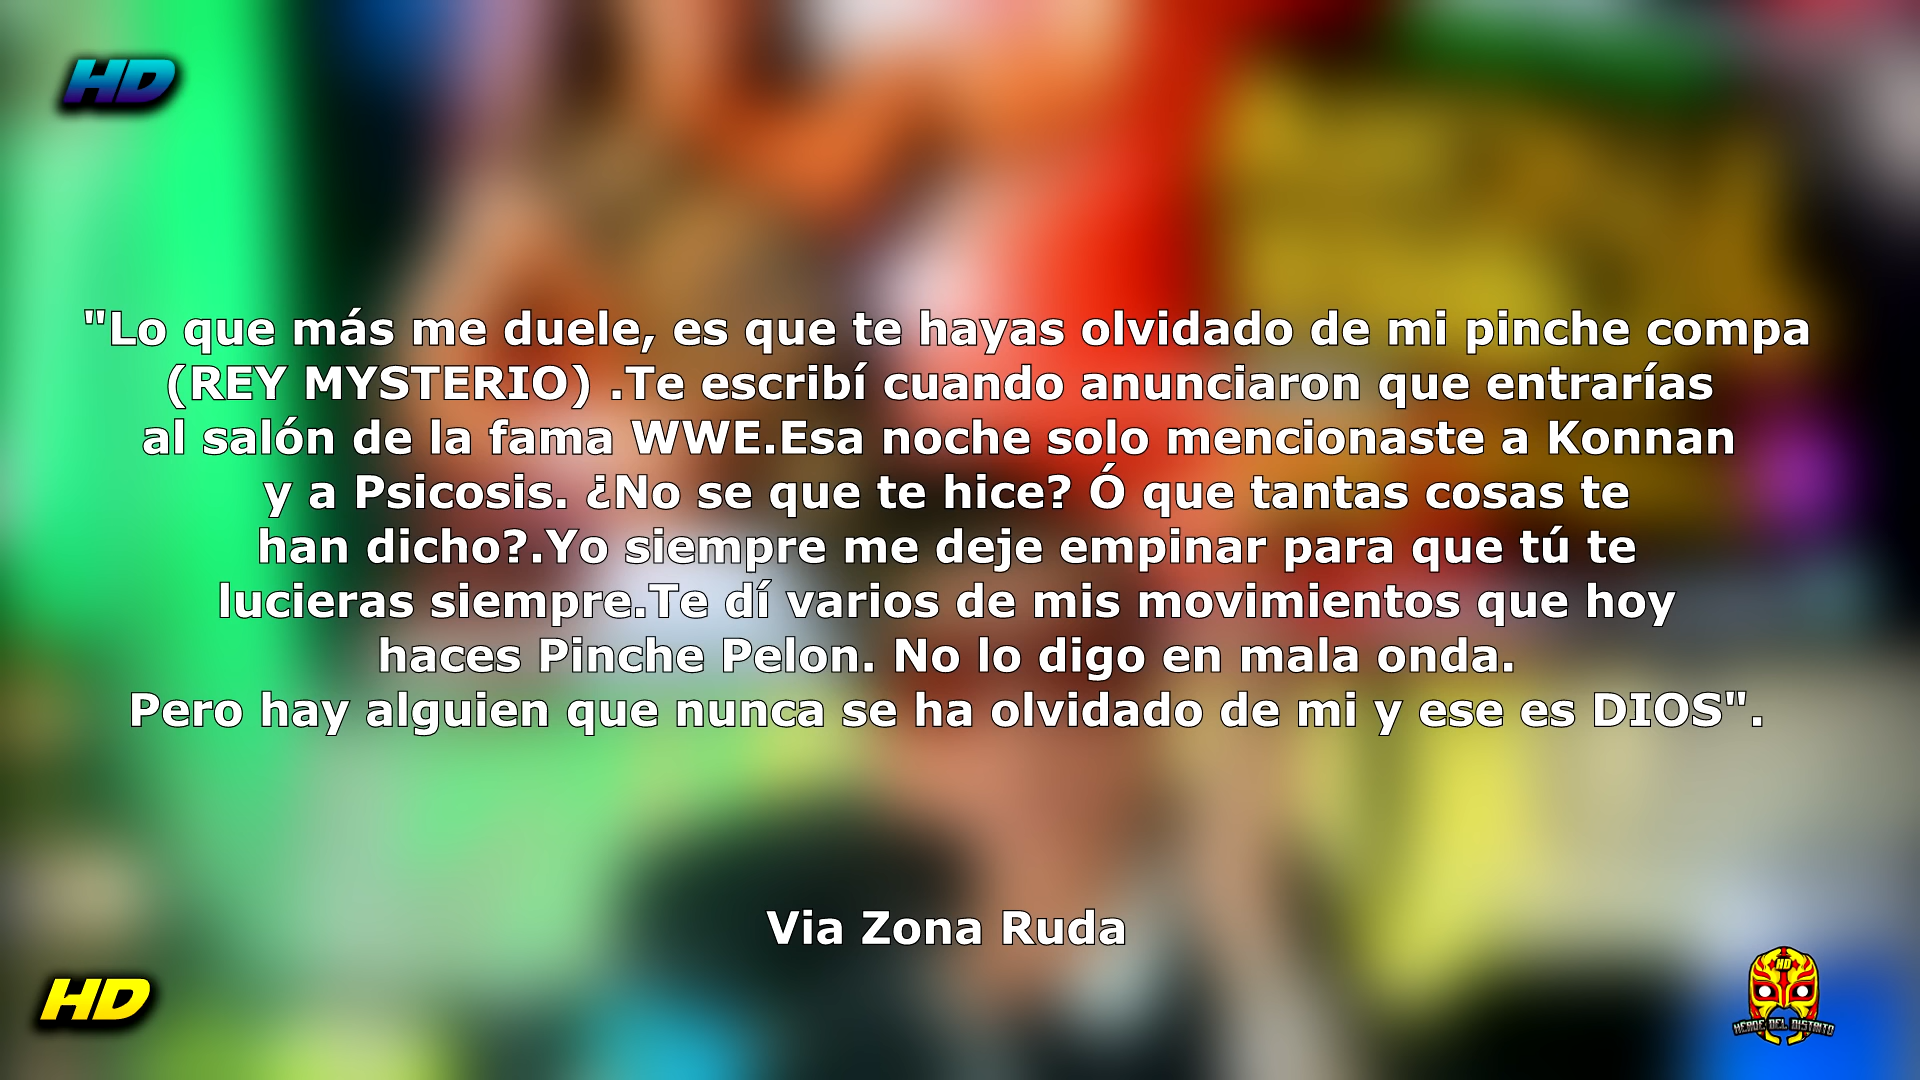 HD
"Lo que más me duele, es que te hayas olvidado de mi pinche compa
(REY MYSTERIO) .Te escribí cuando anunciaron que entrarías
al salón de la fama WWE.Esa noche solo mencionaste a Konnan
y a Psicosis. ¿No se que te hice? Ó que tantas cosas te
han dicho?.Yo siempre me deje empinar para que tú te
lucieras siempre.Te dí varios de mis movimientos que hoy
haces Pinche Pelon. No lo digo en mala onda.
Pero hay alguien que nunca se ha olvidado de mi y ese es DIOS".
Via Zona Ruda
HD
HD
HEROE DEL DISTRITO